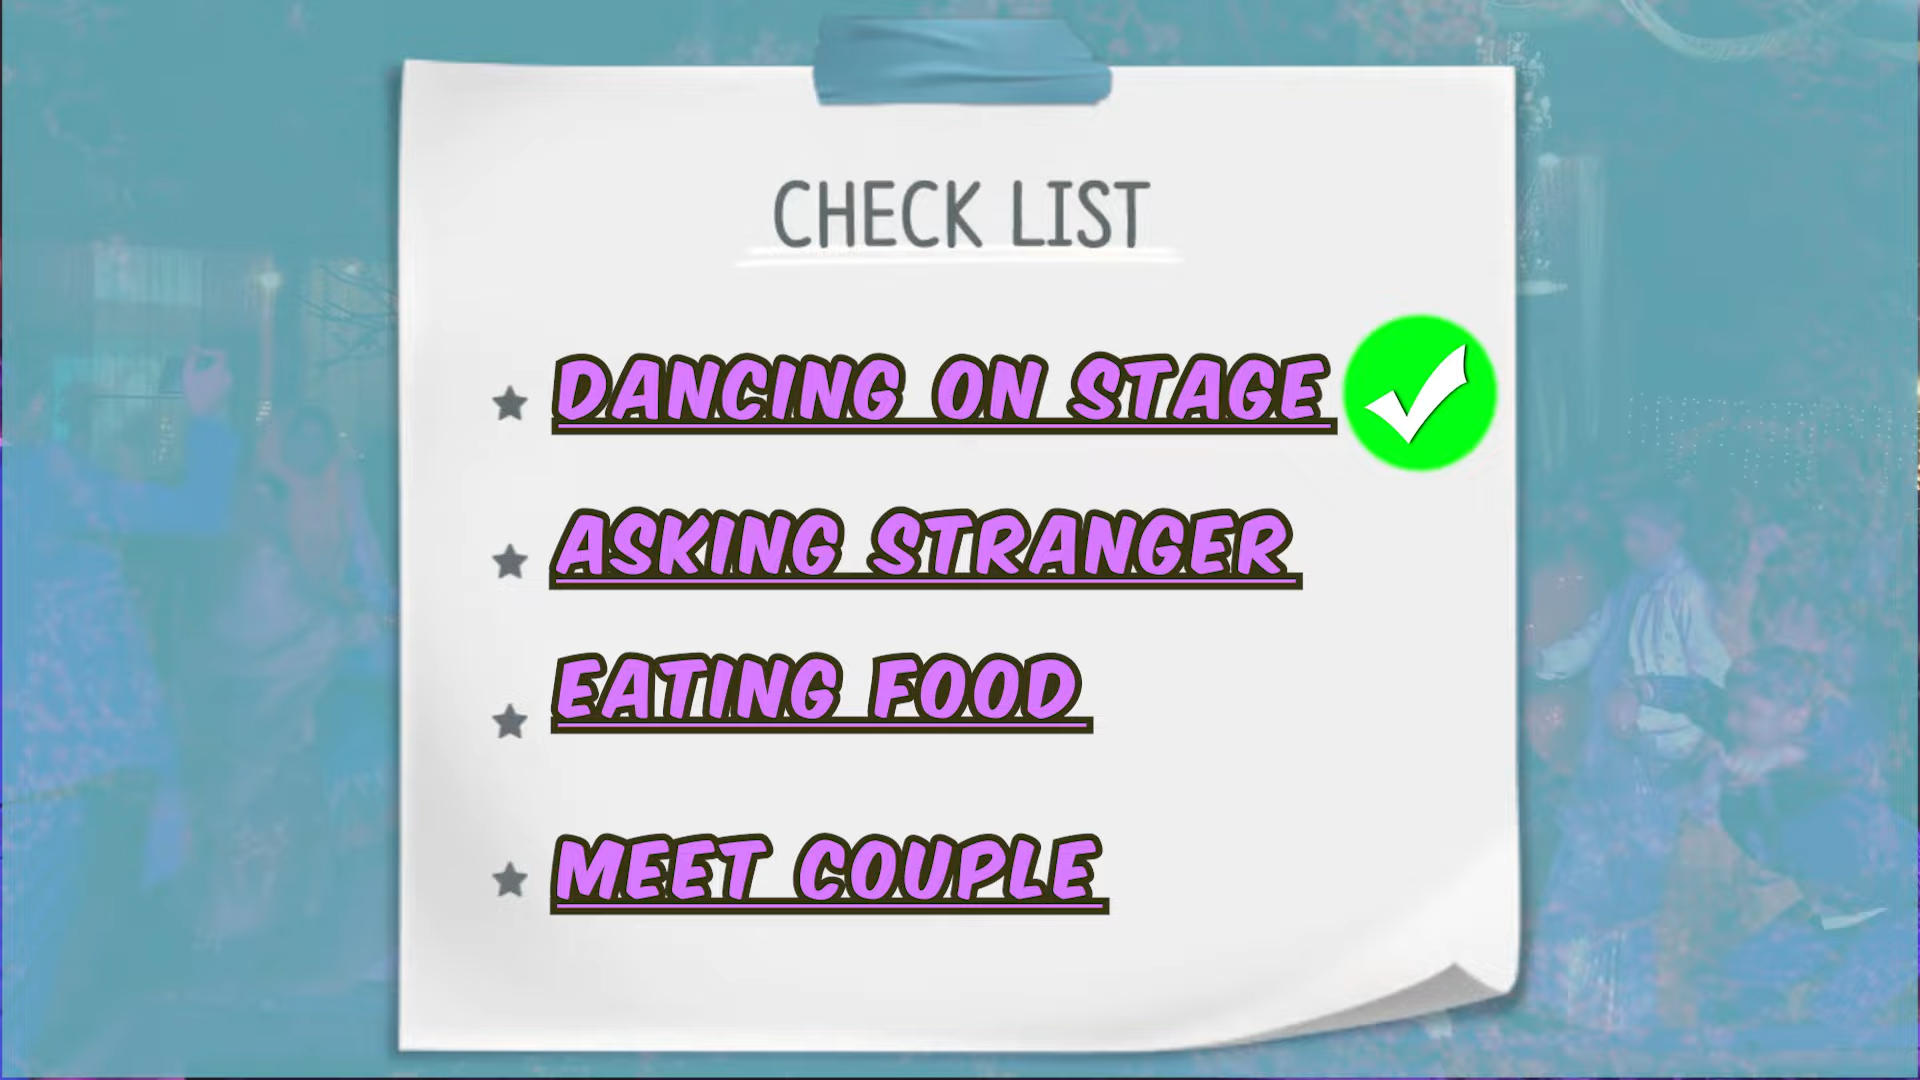 CHECK LIST
DANCING ON STAGE
ASKING STRANGER
EATING FOOD
MEET COUPLE